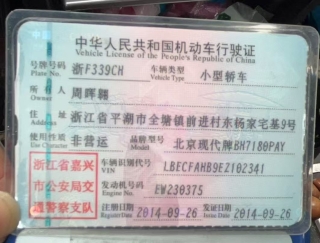 中华人民共和国机动车行驶证
Vehicle License of the People's Republic of China
号牌号码 浙F339CH 车辆类型 小型轿车
Plate No. Vehicle Type
所有人 周晖翱
Owner
住址 浙江省平湖市全塘镇前进村东杨家宅基9号
Address
使用性质 非营运 品牌型号 北京现代牌BH7180PAY
Use Character Model
浙江省嘉兴 车辆识别代号 LBECFAHB9EZ102341
VIN
市公安局交 发动机号码 EW230375
Engine No.
通警察支队 注册日期 2014-09-26 发证日期 2014-09-26
Register Date Issue Date